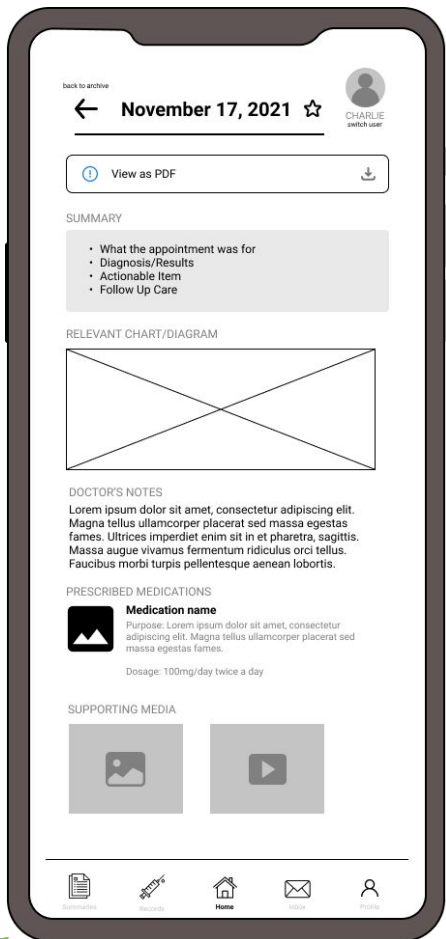 back to archive
November 17, 2021
CHARLIE
switch user
View as PDF
SUMMARY
• What the appointment was for
• Diagnosis/Results
• Actionable Item
• Follow Up Care
RELEVANT CHART/DIAGRAM
DOCTOR'S NOTES
Lorem ipsum dolor sit amet, consectetur adipiscing elit.
Magna tellus ullamcorper placerat sed massa egestas
fames. Ultrices imperdiet enim sit in et pharetra, sagittis.
Massa augue vivamus fermentum ridiculus orci tellus.
Faucibus morbi turpis pellentesque aenean lobortis.
PRESCRIBED MEDICATIONS
Medication name
Purpose: Lorem ipsum dolor sit amet, consectetur
adipiscing elit. Magna tellus ullamcorper placerat sed
massa egestas fames.
Dosage: 100mg/day twice a day
SUPPORTING MEDIA
Summaries
Records
Home
Inbox
Profile